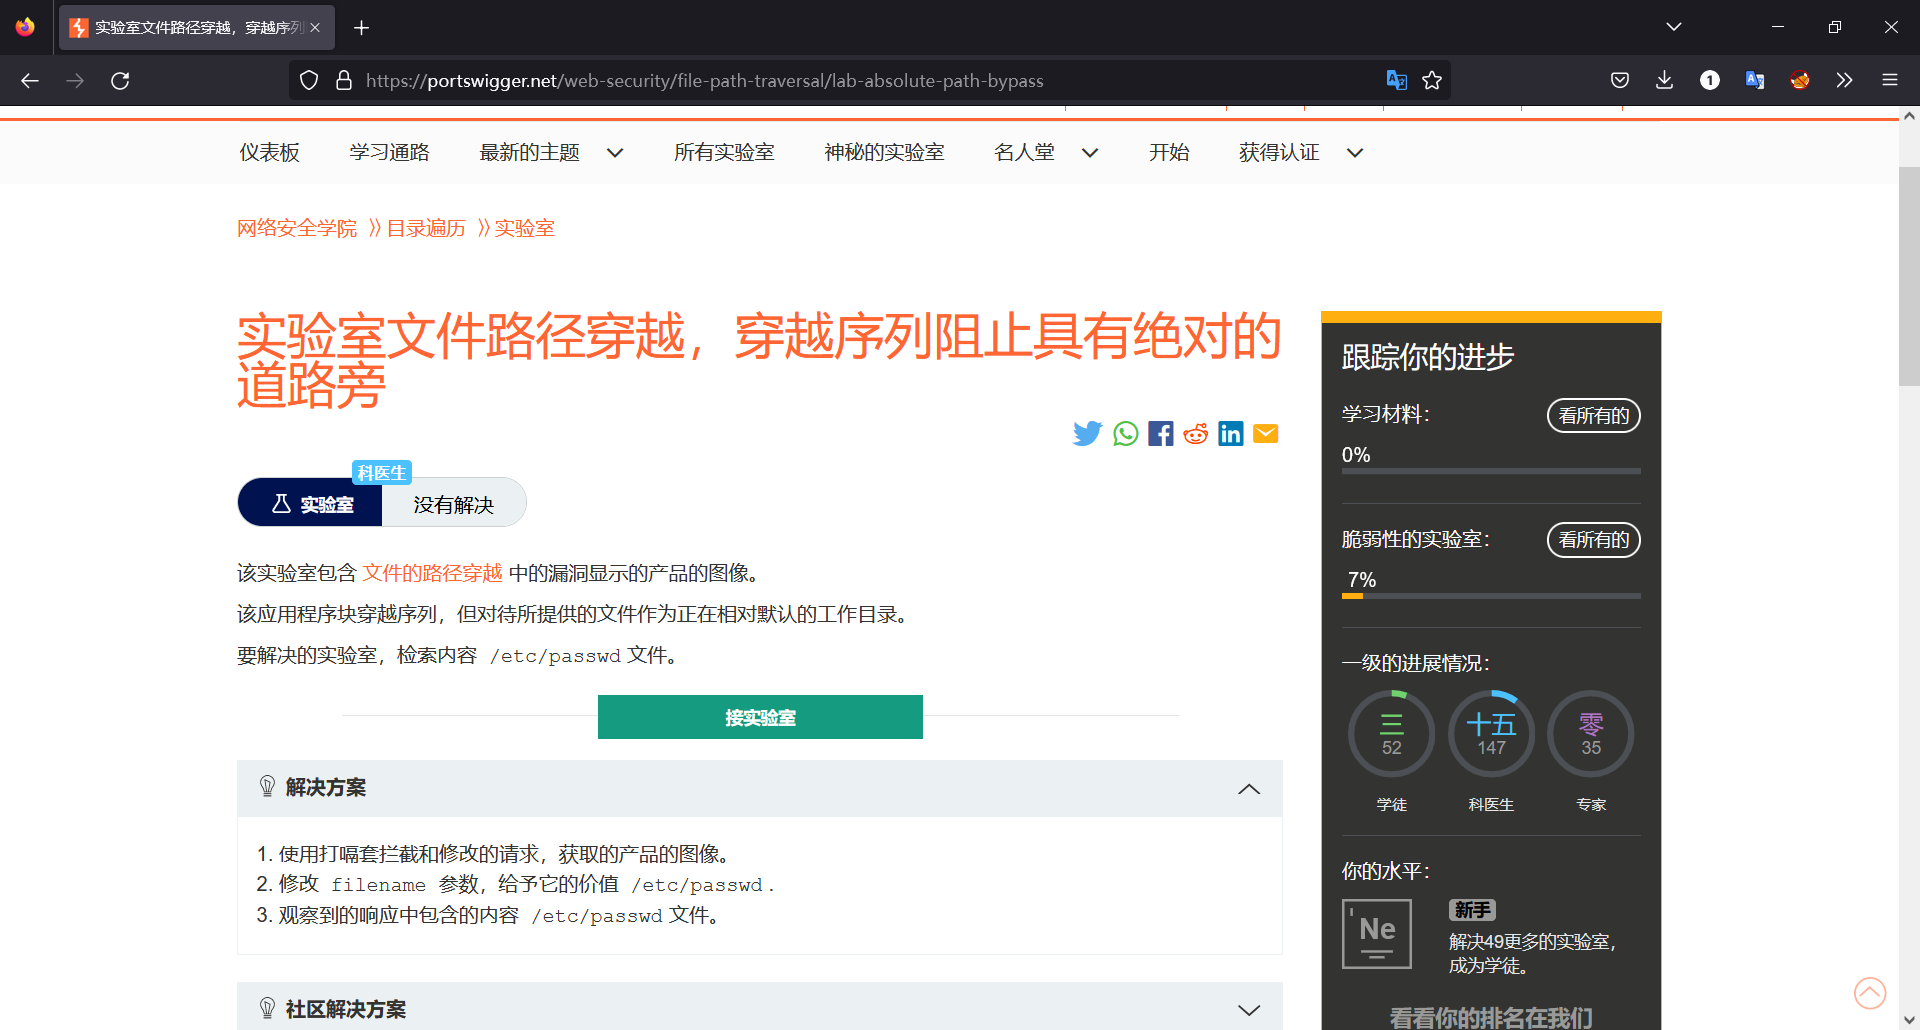 实验室文件路径穿越，穿越序列
https://portswigger.net/web-security/file-path-traversal/lab-absolute-path-bypass
仪表板 学习通路 最新的主题 所有实验室 神秘的实验室 名人堂 开始 获得认证
网络安全学院 》 目录遍历 》 实验室
实验室文件路径穿越，穿越序列阻止具有绝对的
道路旁
科医生
实验室 没有解决
该实验室包含 文件的路径穿越 中的漏洞显示的产品的图像。
该应用程序块穿越序列，但对待所提供的文件作为正在相对默认的工作目录。
要解决的实验室，检索内容 /etc/passwd 文件。
接实验室
解决方案
1. 使用打嗝套拦截和修改的请求，获取的产品的图像。
2. 修改 filename 参数，给予它的价值 /etc/passwd .
3. 观察到的响应中包含的内容 /etc/passwd 文件。
社区解决方案
跟踪你的进步
学习材料： 看所有的
0%
脆弱性的实验室： 看所有的
7%
一级的进展情况：
三 十五 零
52 147 35
学徒 科医生 专家
你的水平：
Ne
新手
解决49更多的实验室，
成为学徒。
看看你的排名在我们